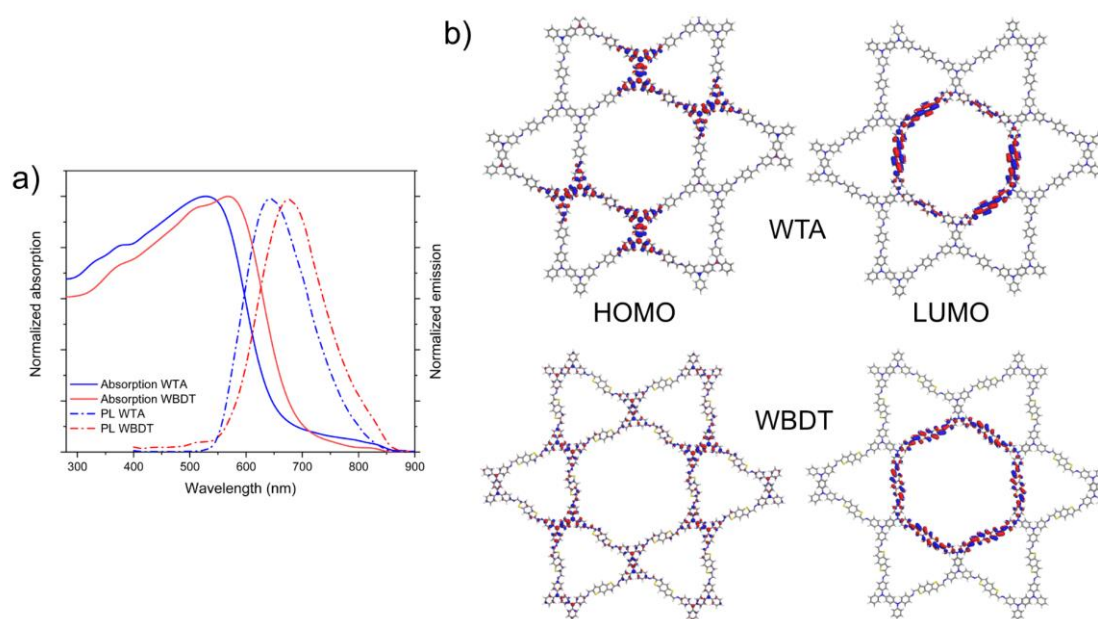 a)
Normalized absorption
Normalized emission
Absorption WTA
Absorption WBDT
PL WTA
PL WBDT
300 400 500 600 700 800 900
Wavelength (nm)
b)
WTA
HOMO LUMO
WBDT